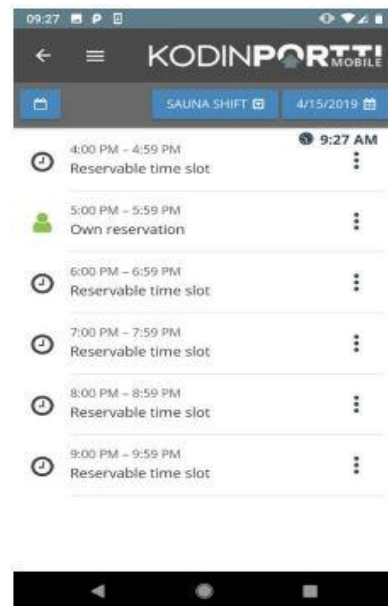 09:27
KODINPORTTI
MOBILE
SAUNA SHIFT
4/15/2019
9:27 AM
4:00 PM – 4:59 PM
Reservable time slot
5:00 PM – 5:59 PM
Own reservation
6:00 PM – 6:59 PM
Reservable time slot
7:00 PM – 7:59 PM
Reservable time slot
8:00 PM – 8:59 PM
Reservable time slot
9:00 PM – 9:59 PM
Reservable time slot